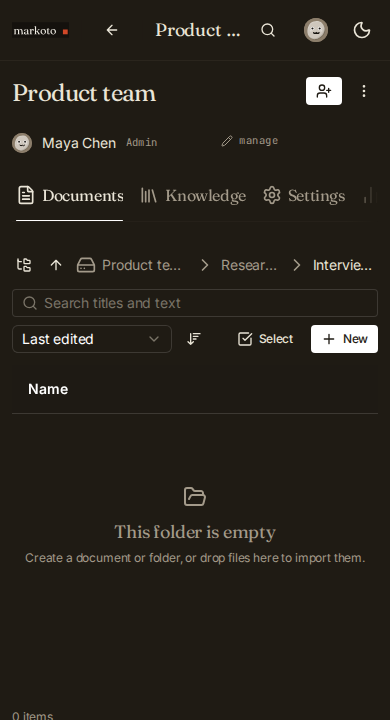 markoto
Product ...
Product team
Maya Chen Admin manage
Documents Knowledge Settings
Product te... Resear... Intervie...
Search titles and text
Last edited Select New
Name
This folder is empty
Create a document or folder, or drop files here to import them.
0 items